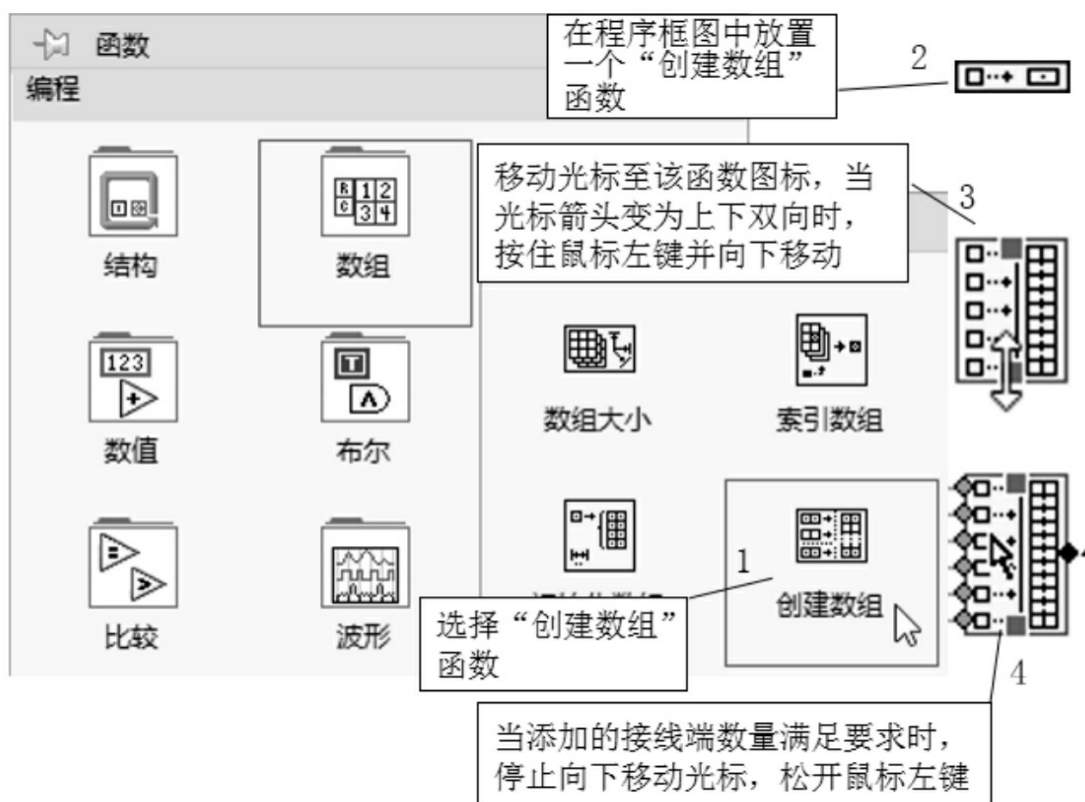 函数
编程
在程序框图中放置
一个“创建数组”
函数
2
移动光标至该函数图标，当
光标箭头变为上下双向时，
按住鼠标左键并向下移动
3
R 1 2
C 3 4
结构
数组
123
数值
布尔
数组大小
索引数组
比较
波形
1
创建数组
选择“创建数组”
函数
4
当添加的接线端数量满足要求时，
停止向下移动光标，松开鼠标左键